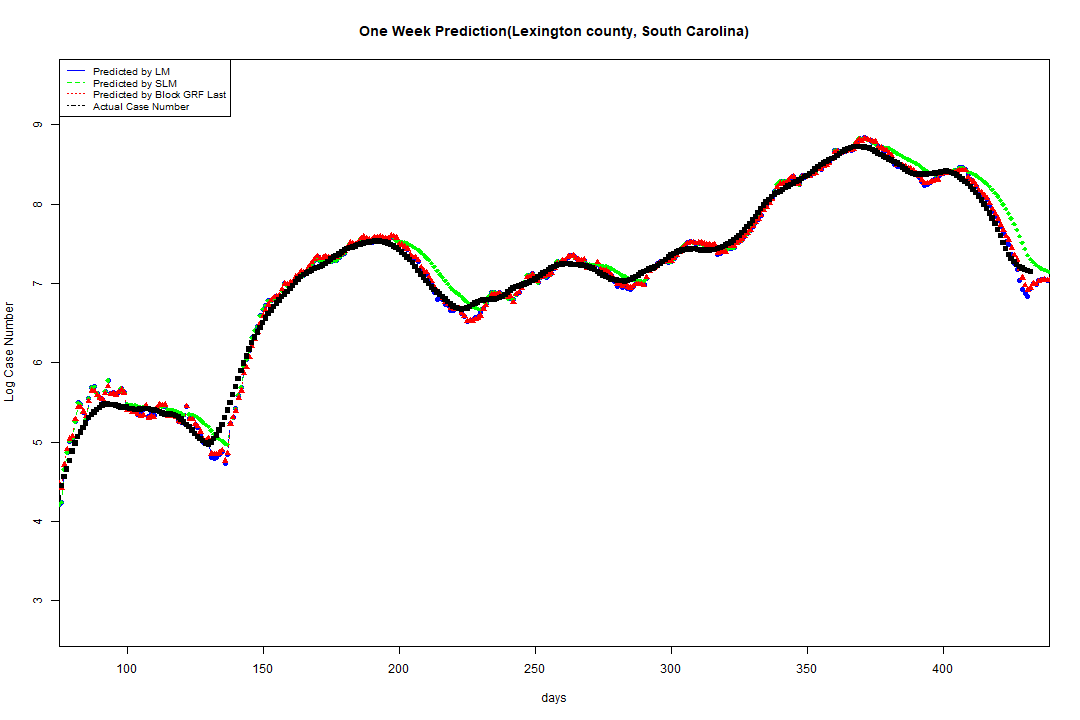 One Week Prediction(Lexington county, South Carolina)
Predicted by LM
Predicted by SLM
Predicted by Block GRF Last
Actual Case Number
9
8
7
6
5
4
3
Log Case Number
100 150 200 250 300 350 400
days